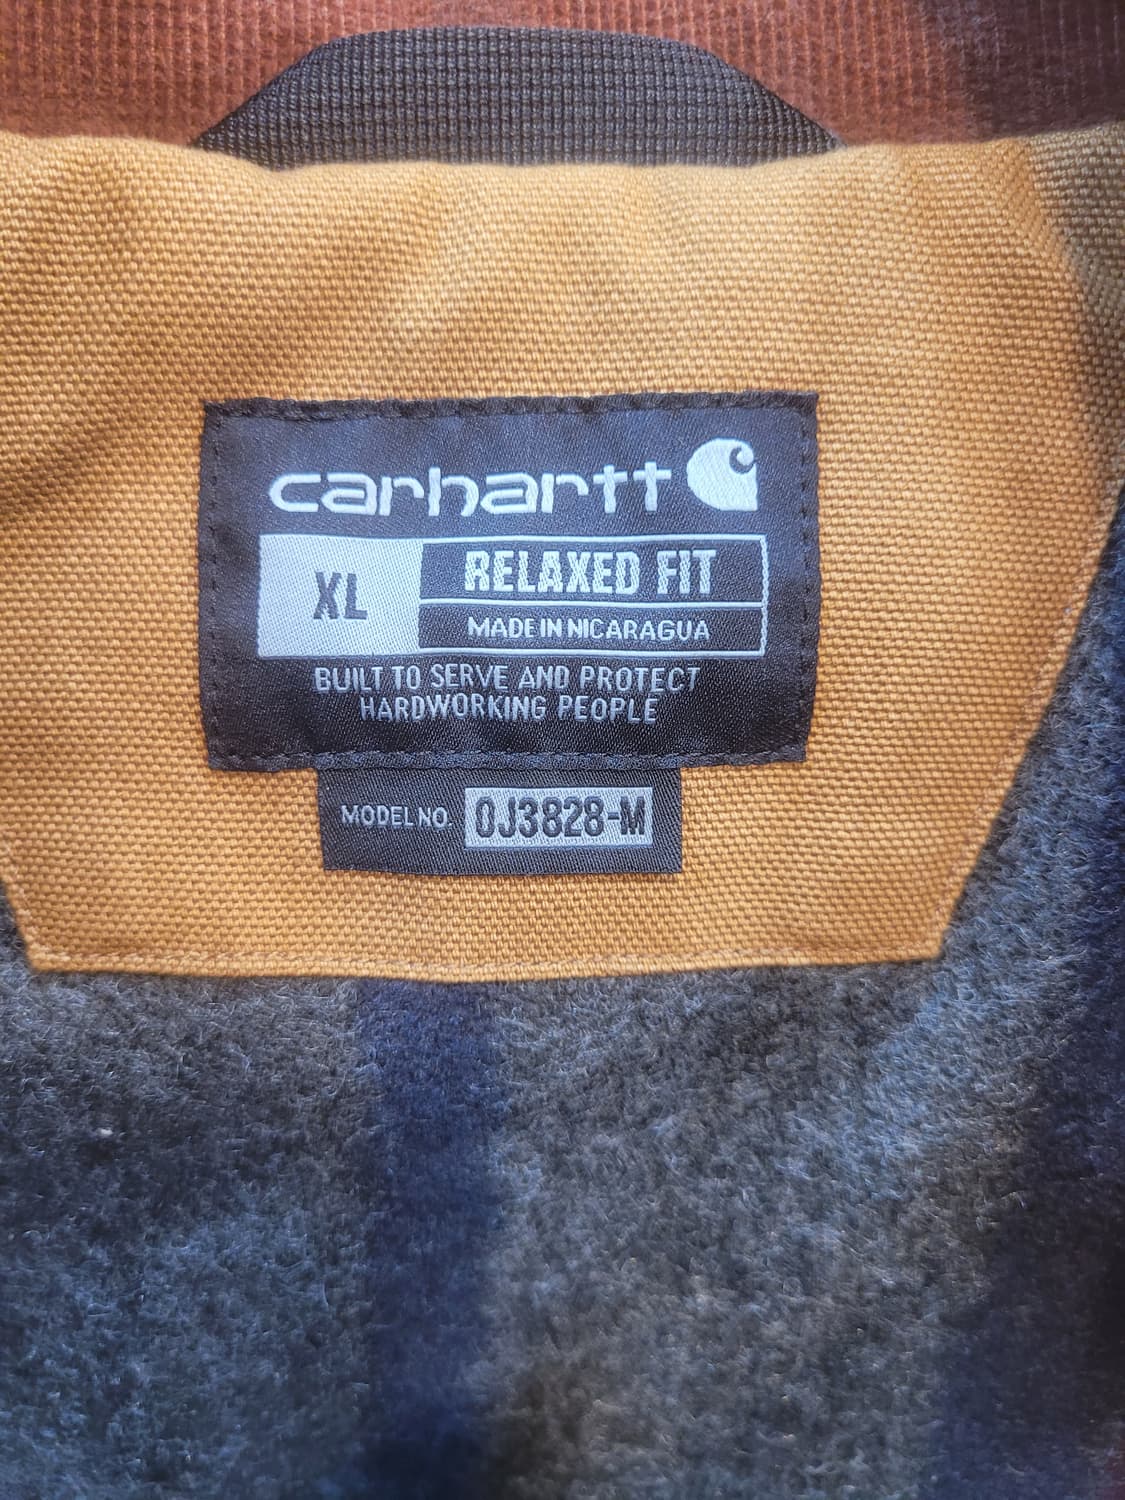 carhartt
XL
RELAXED FIT
MADE IN NICARAGUA
BUILT TO SERVE AND PROTECT
HARDWORKING PEOPLE
MODEL NO. OJ3828-M